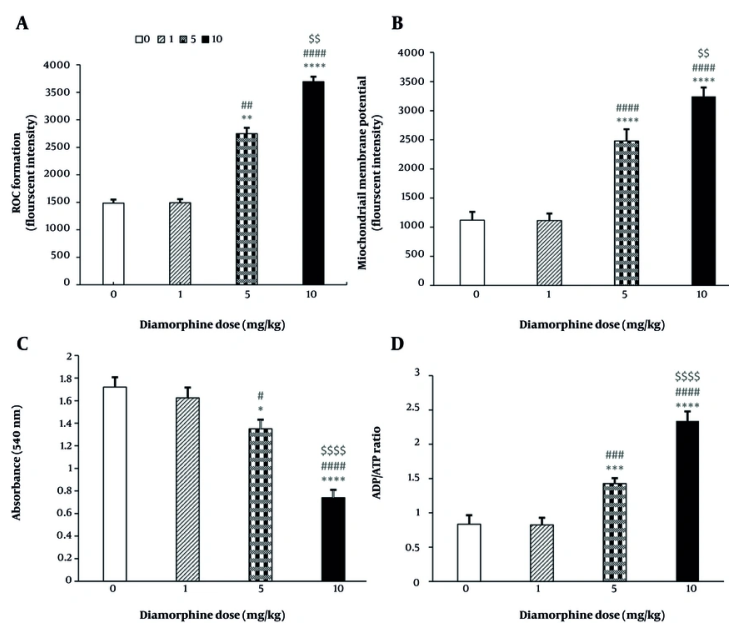 A
0 1 5 10
ROC formation
(flourscent intensity)
4000
3500
3000
2500
2000
1500
1000
500
0
##
**
$$
####
****
0 1 5 10
Diamorphine dose (mg/kg)
B
Miochondriail membrane potential
(flourscent intensity)
4000
3500
3000
2500
2000
1500
1000
500
0
####
****
$$
####
****
0 1 5 10
Diamorphine dose (mg/kg)
C
Absorbance (540 nm)
2
1.8
1.6
1.4
1.2
1
0.8
0.6
0.4
0.2
0
#
*
$$$$
####
****
0 1 5 10
Diamorphine dose (mg/kg)
D
ADP/ATP ratio
3
2.5
2
1.5
1
0.5
0
###
***
$$$$
####
****
0 1 5 10
Diamorphine dose (mg/kg)